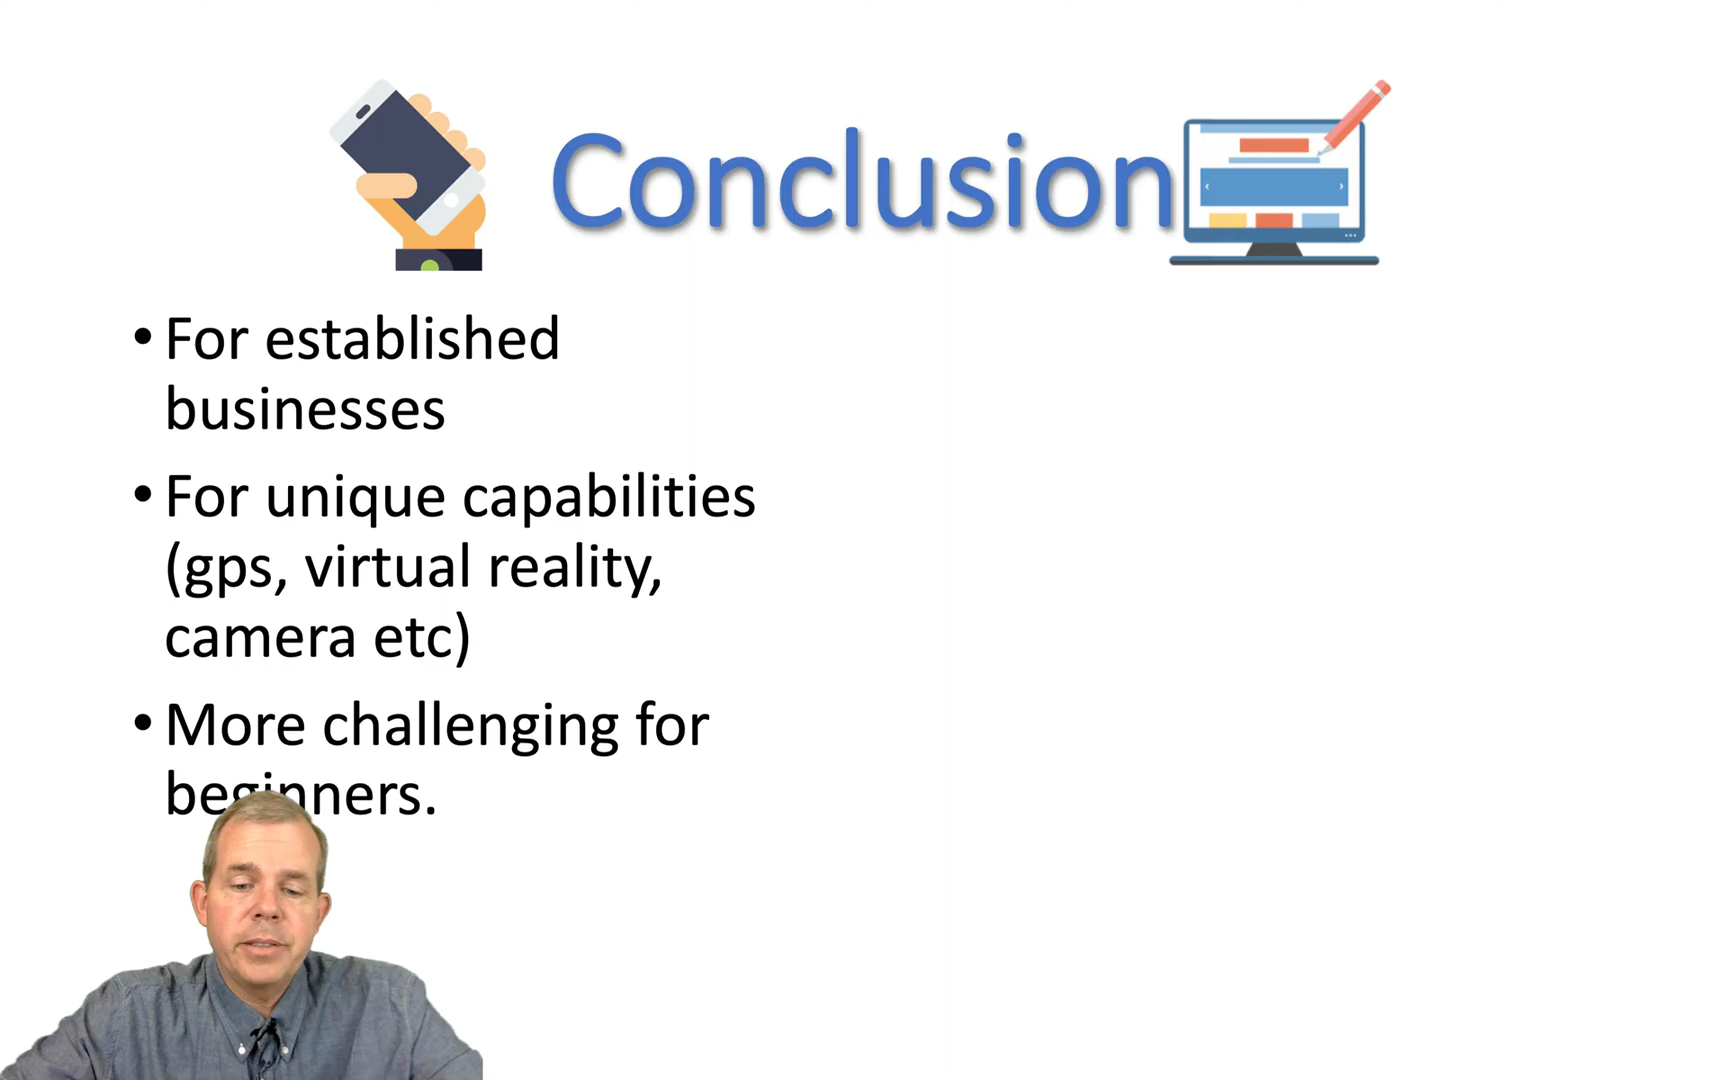 Conclusion
• For established
businesses
• For unique capabilities
(gps, virtual reality,
camera etc)
• More challenging for
beginners.